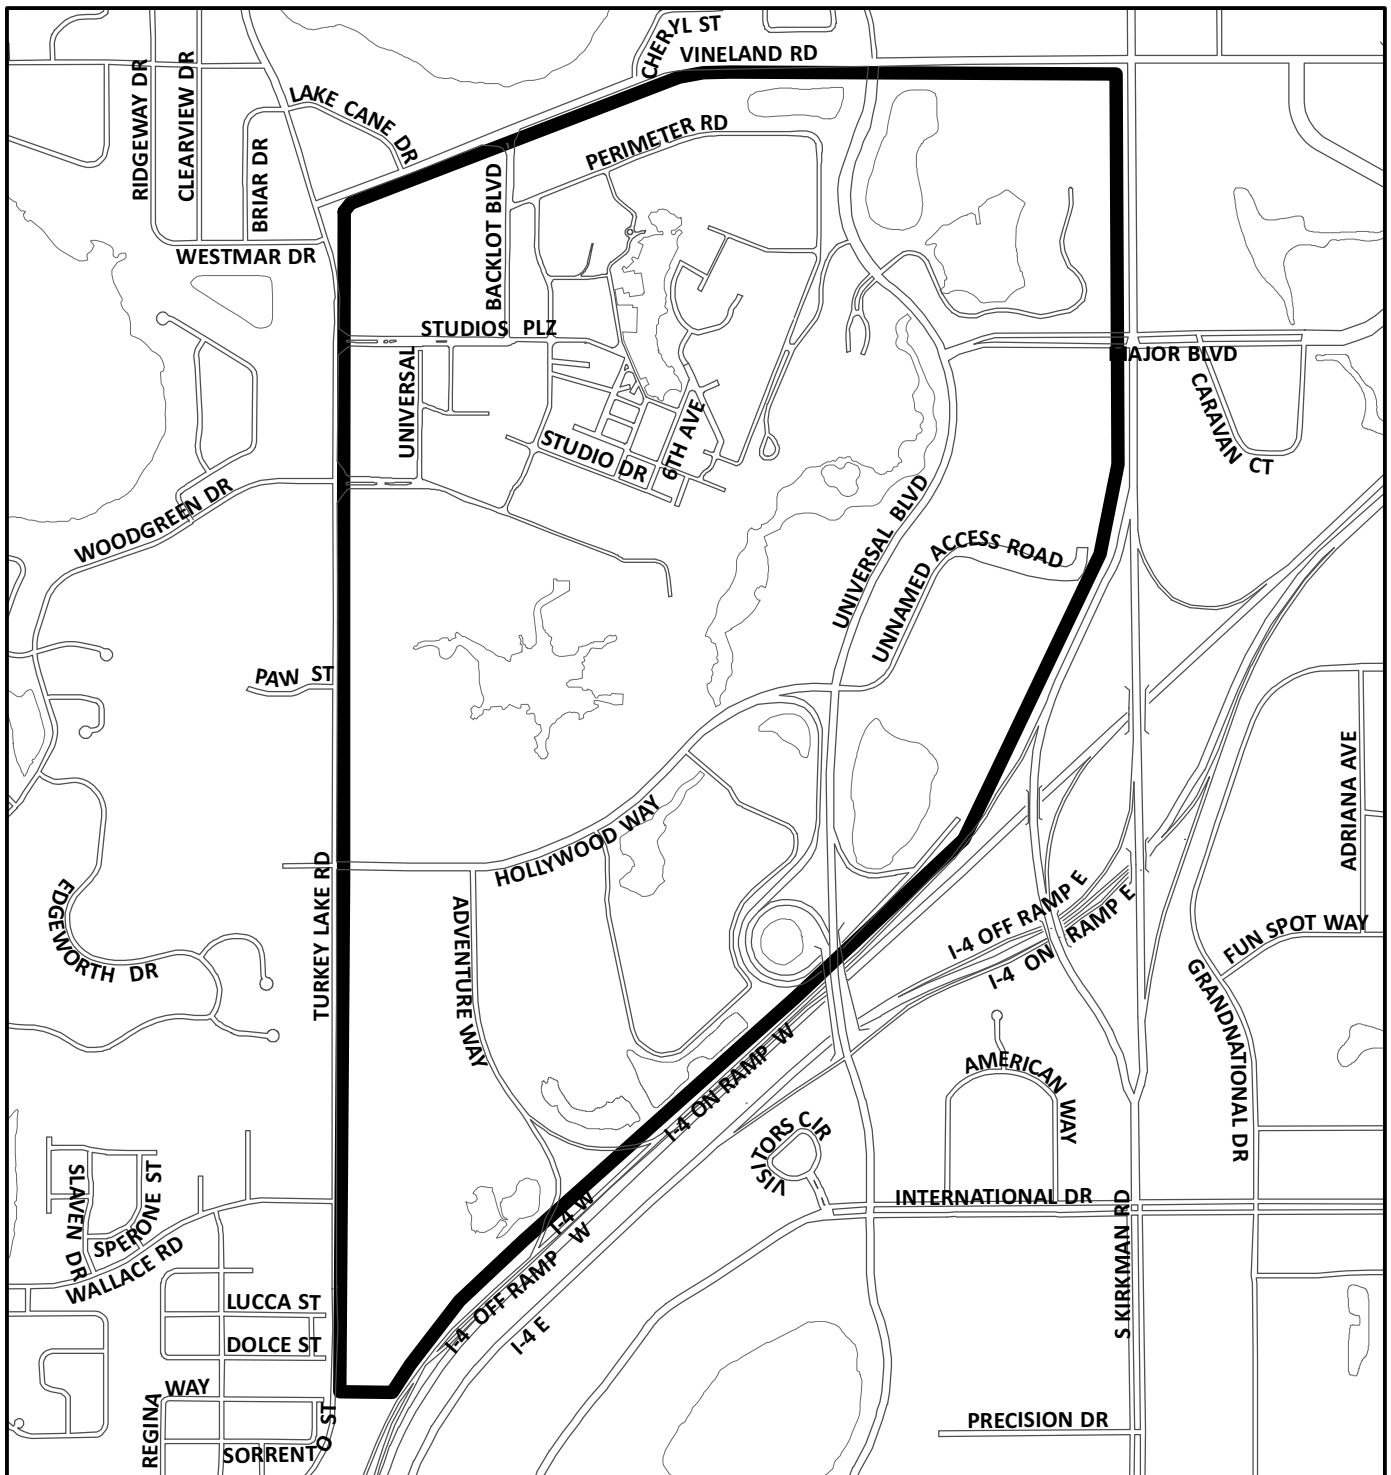 CHERYL ST
VINELAND RD
RIDGEWAY DR
CLEARVIEW DR
LAKE CANE DR
BRIAR DR
PERIMETER RD
BACKLOT BLVD
WESTMAR DR
STUDIOS PLZ
UNIVERSAL
MAJOR BLVD
CARAVAN CT
6TH AVE
STUDIO DR
WOODGREEN DR
UNIVERSAL BLVD
UNNAMED ACCESS ROAD
PAW ST
ADRIANA AVE
HOLLYWOOD WAY
TURKEY LAKE RD
EDGEWORTH DR
ADVENTURE WAY
I-4 OFF RAMP E
I-4 ON RAMP E
FUN SPOT WAY
GRANDNATIONAL DR
I-4 ON RAMP W
AMERICAN WAY
VISITORS CIR
INTERNATIONAL DR
S KIRKMAN RD
SLAVEN DR
SPERONE ST
WALLACE RD
I-4 W
I-4 OFF RAMP W
I-4 E
LUCCA ST
DOLCE ST
REGINA WAY
SORRENTO ST
PRECISION DR